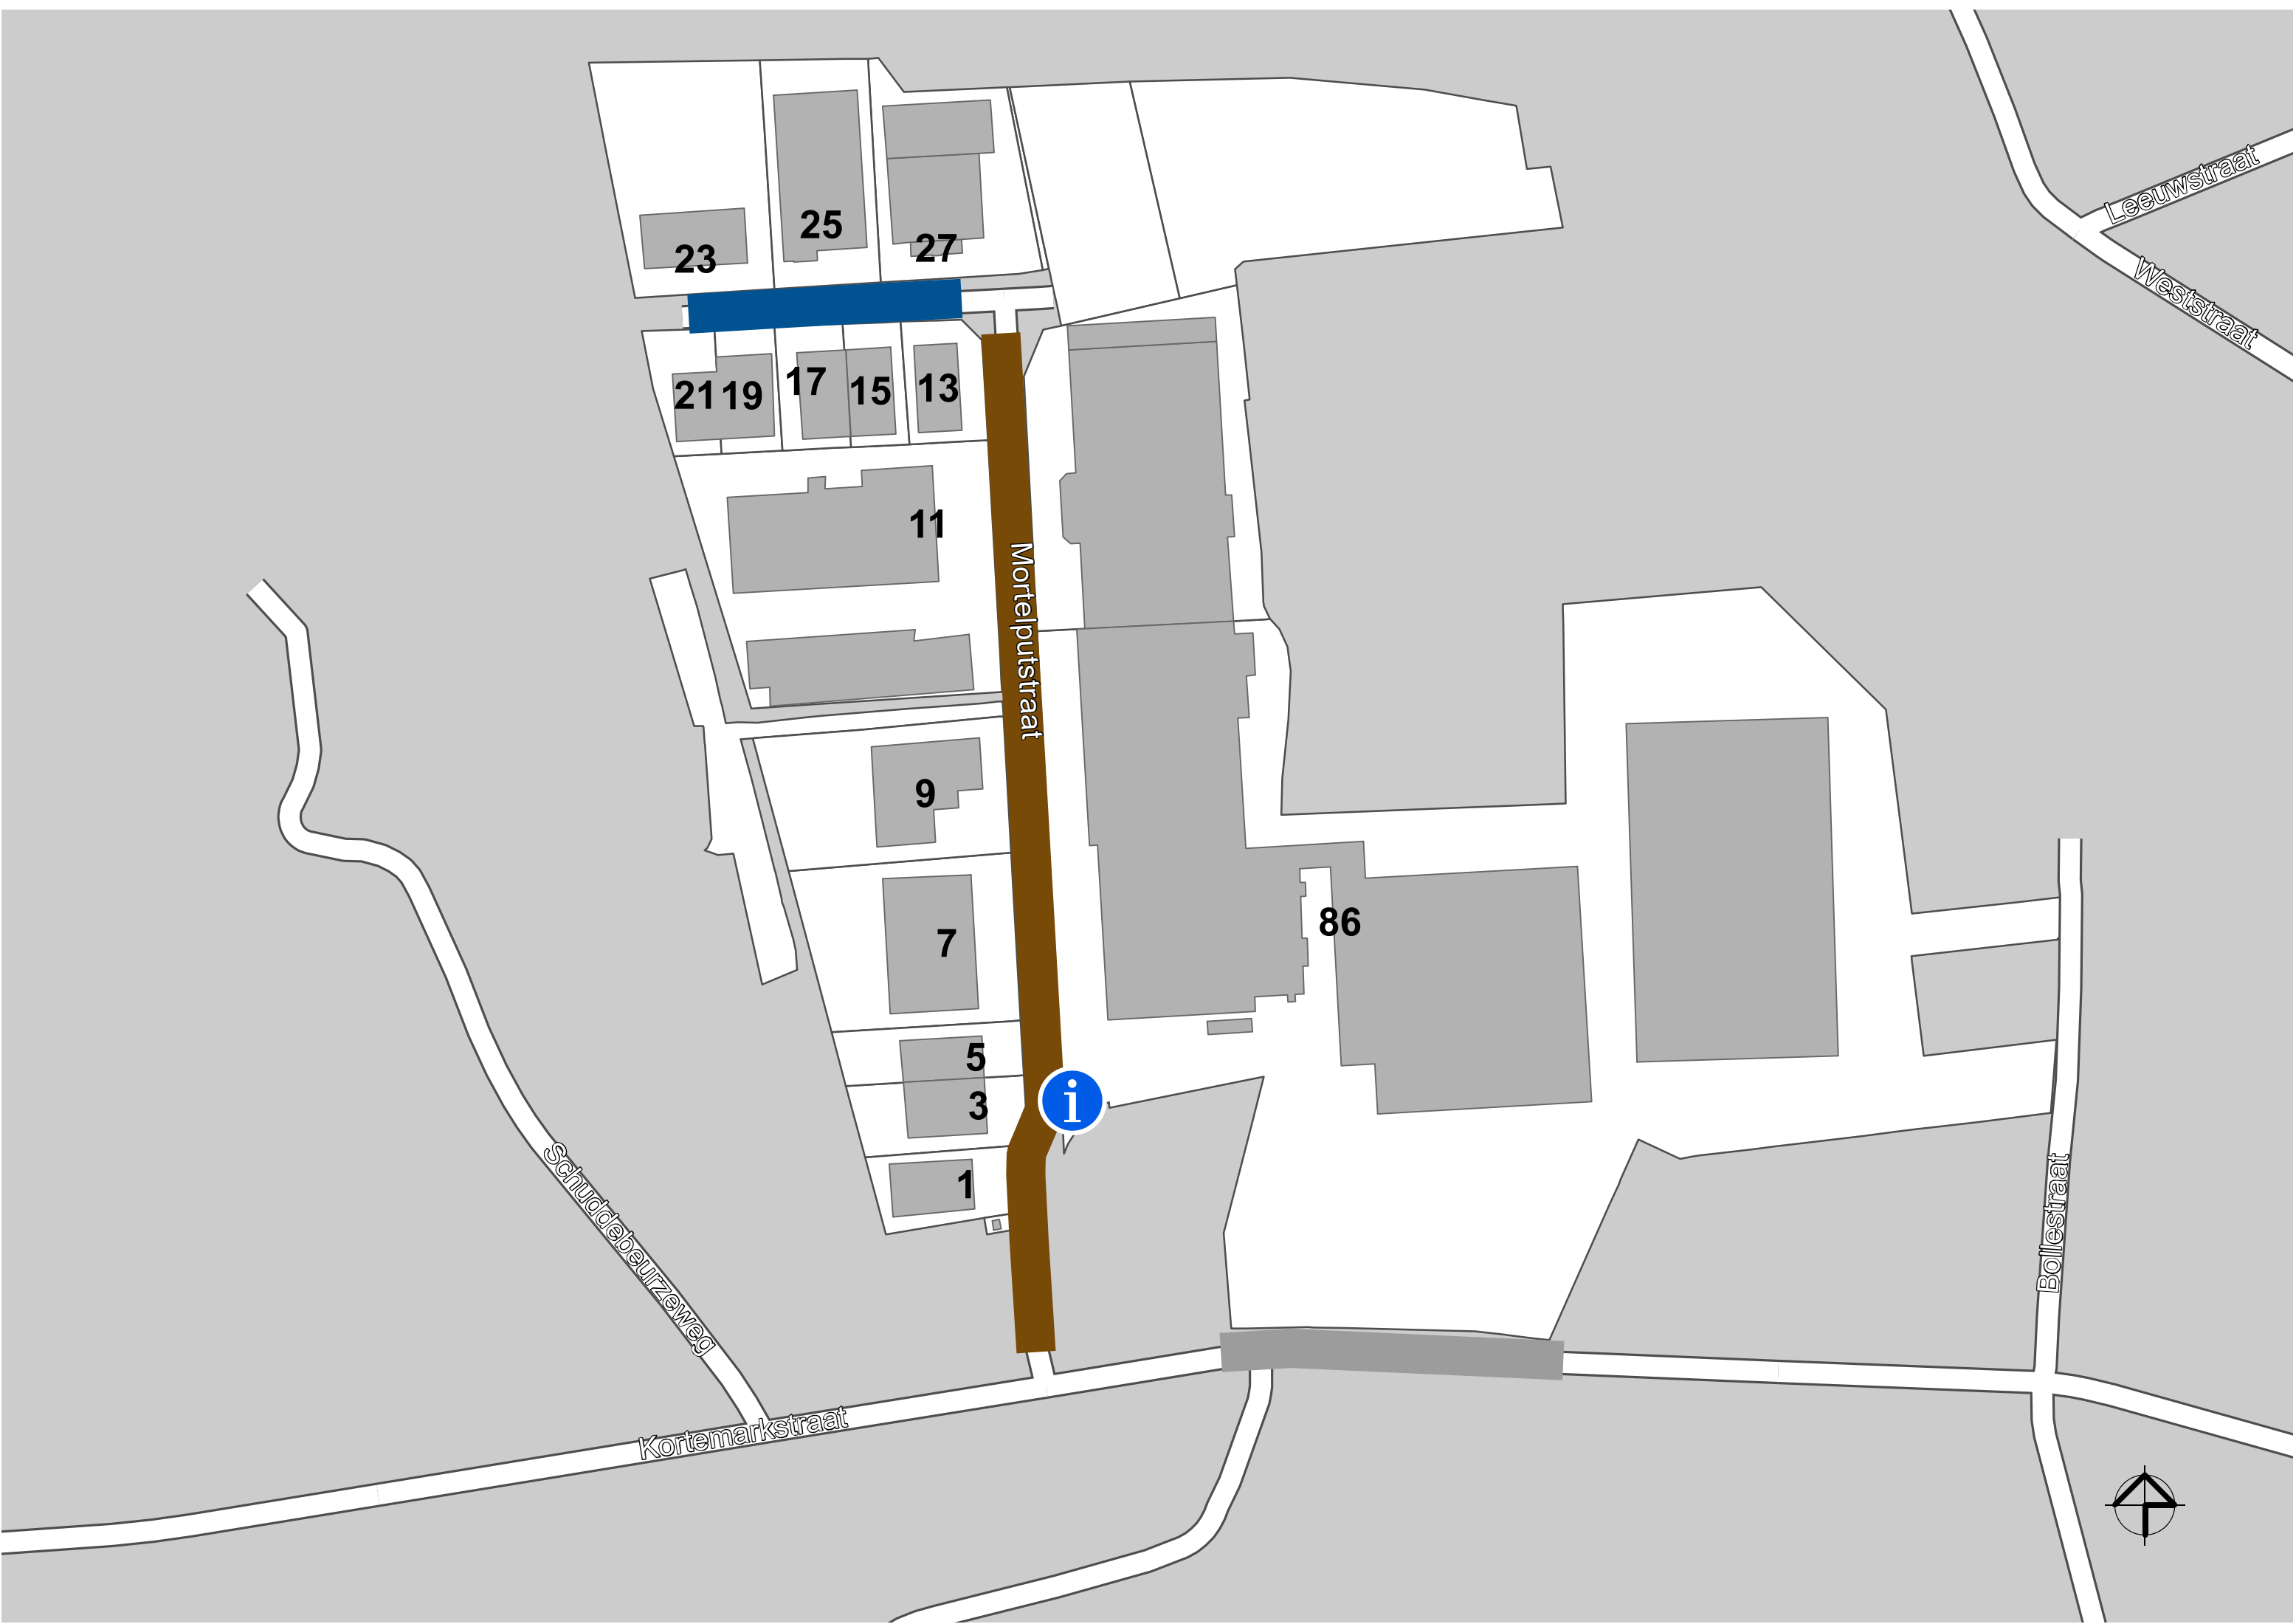 Leeuwstraat
Weststraat
25
27
23
21
19
17
15
13
11
Mortelputstraat
9
86
7
5
3
i
1
Schuddebeurzeweg
Bollestraat
Kortemarkstraat